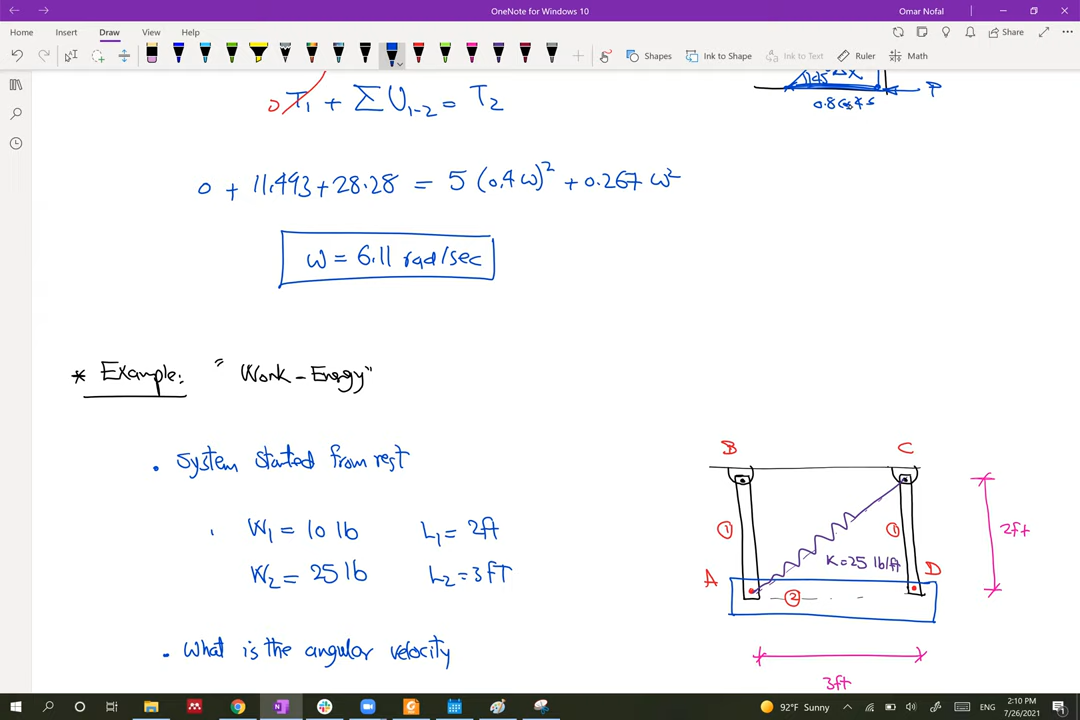 OneNote for Windows 10
Omar Nofal
Home Insert Draw View Help
Share
Shapes Ink to Shape Ink to Text Ruler Math
0 T₁ + ∑ U₁₋₂ = T₂
P
0 + 11.493 + 28.28 = 5 (0.4 ω)² + 0.267 ω²
ω = 6.11 rad/sec
* Example: "Work - Energy"
• System started from rest
W₁ = 10 lb L₁ = 2ft
W₂ = 25 lb L₂ = 3FT
• What is the angular velocity
B C
① ①
2ft
K=25 lb/ft
A D
②
3ft
92°F Sunny
ENG
2:10 PM
7/26/2021